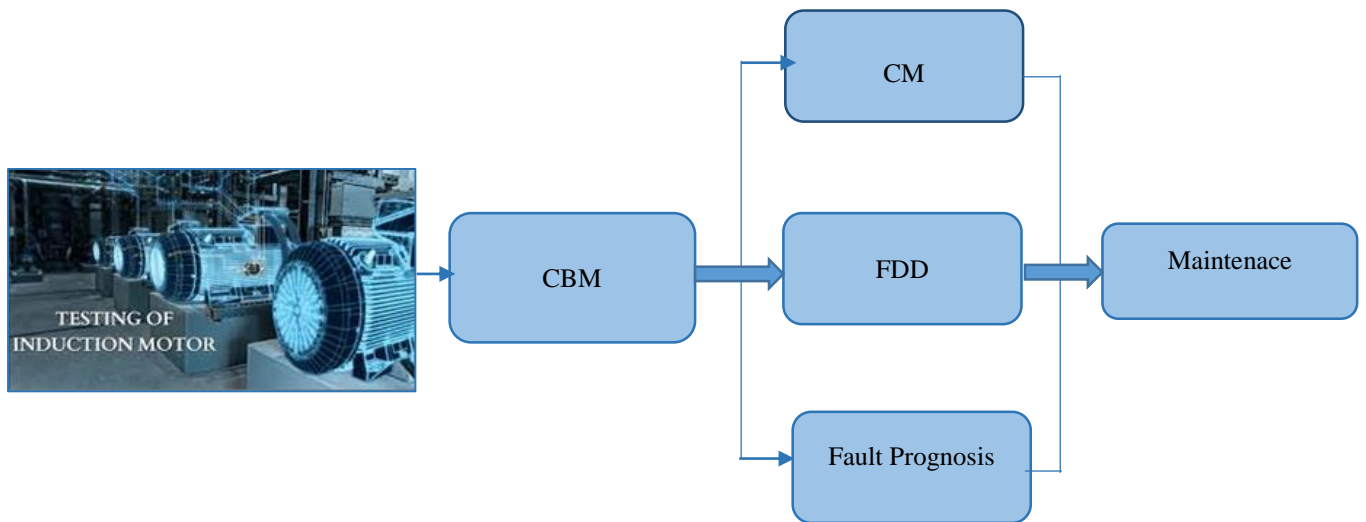 CM
TESTING OF
INDUCTION MOTOR
CBM
FDD
Maintenace
Fault Prognosis